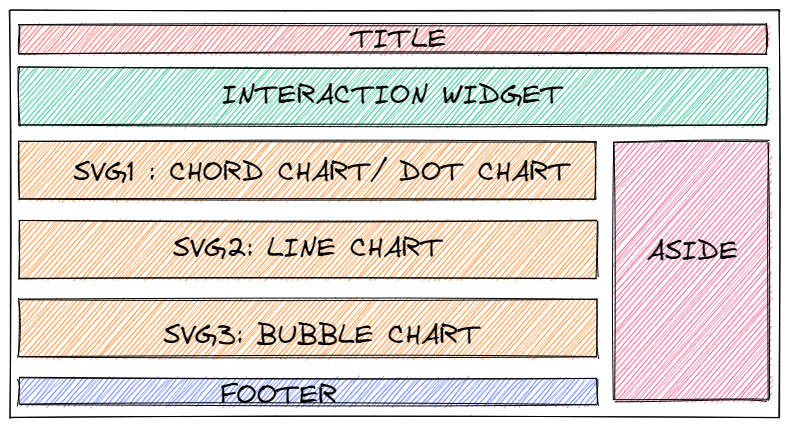 TITLE
INTERACTION WIDGET
SVG1 : CHORD CHART/ DOT CHART
SVG2: LINE CHART
ASIDE
SVG3: BUBBLE CHART
FOOTER